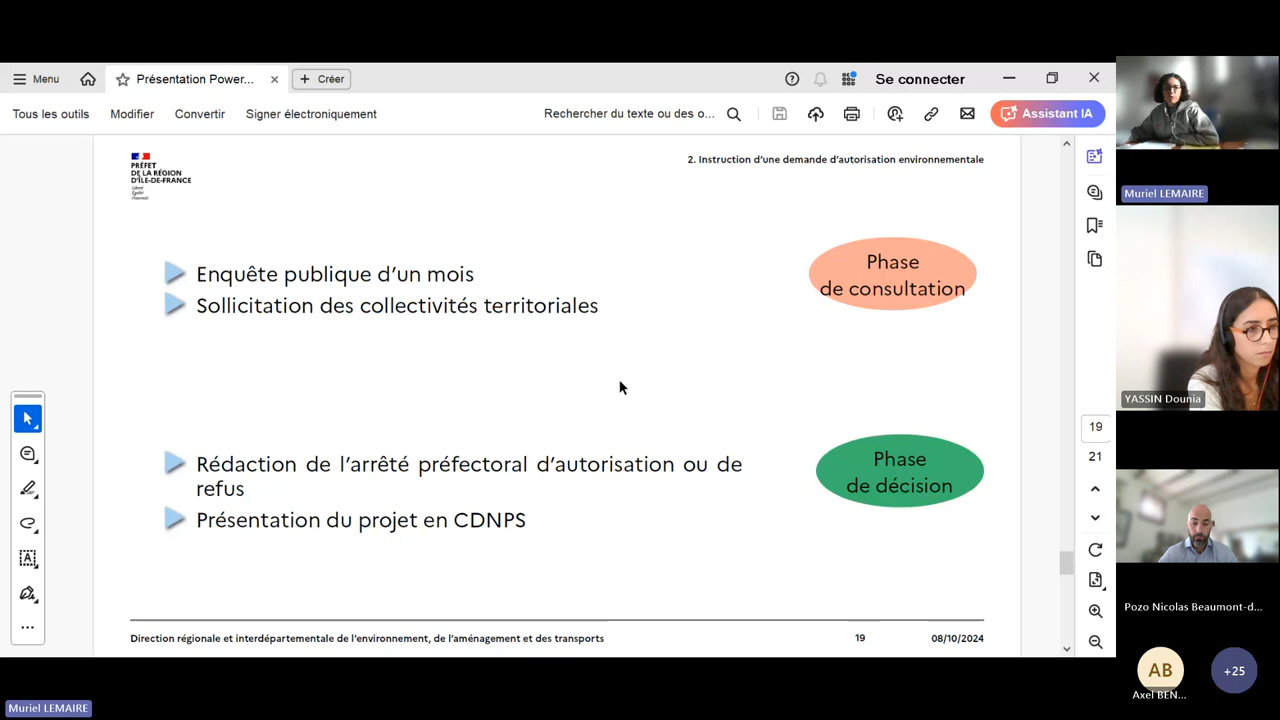 Menu
Présentation Power...
Créer
Se connecter
Tous les outils
Modifier
Convertir
Signer électroniquement
Rechercher du texte ou des o...
Assistant IA
PRÉFET
DE LA RÉGION
D'ÎLE-DE-FRANCE
Liberté
Égalité
Fraternité
2. Instruction d'une demande d'autorisation environnementale
Enquête publique d'un mois
Sollicitation des collectivités territoriales
Phase
de consultation
Rédaction de l'arrêté préfectoral d'autorisation ou de
refus
Présentation du projet en CDNPS
Phase
de décision
Direction régionale et interdépartementale de l'environnement, de l'aménagement et des transports
19
08/10/2024
19
21
Muriel LEMAIRE
YASSIN Dounia
Pozo Nicolas Beaumont-d...
AB
Axel BEN...
+25
Muriel LEMAIRE